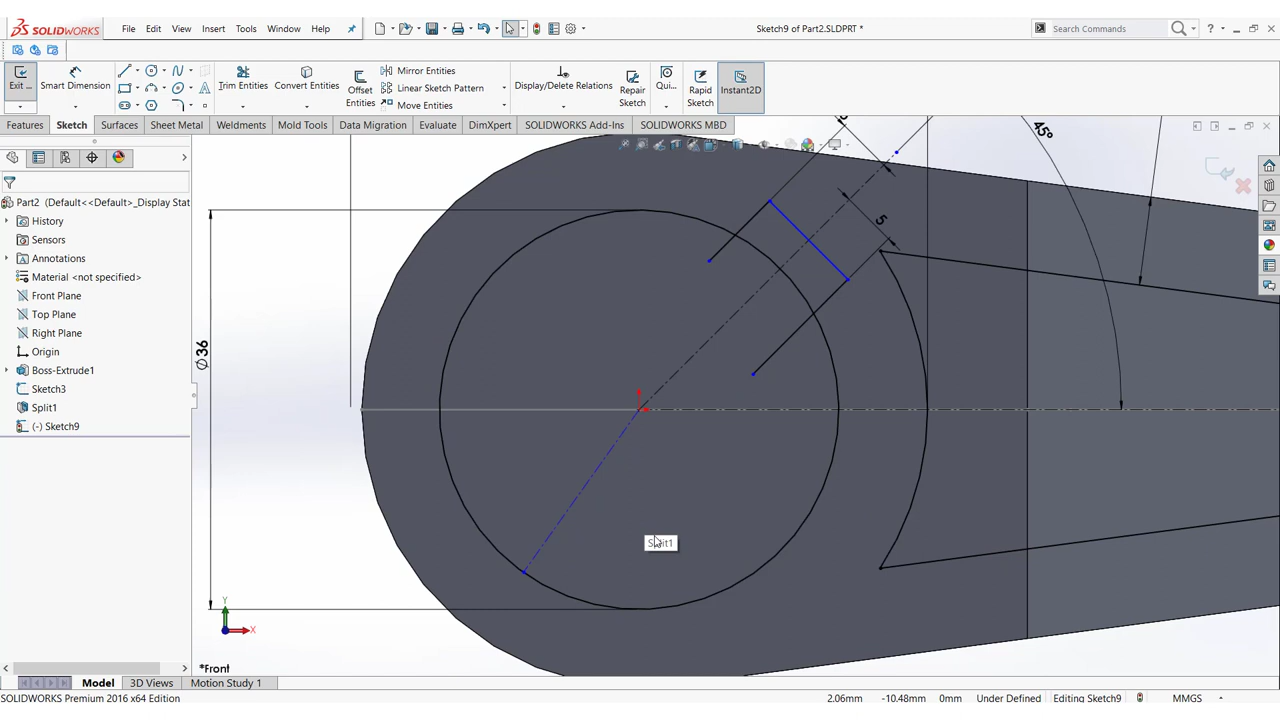 SOLIDWORKS
File Edit View Insert Tools Window Help
Sketch9 of Part2.SLDPRT *
Search Commands
Exit ...
Smart Dimension
Trim Entities
Convert Entities
Offset Entities
Mirror Entities
Linear Sketch Pattern
Move Entities
Display/Delete Relations
Repair Sketch
Qui...
Rapid Sketch
Instant2D
Features Sketch Surfaces Sheet Metal Weldments Mold Tools Data Migration Evaluate DimXpert SOLIDWORKS Add-Ins SOLIDWORKS MBD
Part2 (Default<<Default>_Display Stat
History
Sensors
Annotations
Material <not specified>
Front Plane
Top Plane
Right Plane
Origin
Boss-Extrude1
Sketch3
Split1
(-) Sketch9
45°
5
Ø36
Split1
Y
X
*Front
Model 3D Views Motion Study 1
SOLIDWORKS Premium 2016 x64 Edition
2.06mm -10.48mm 0mm Under Defined Editing Sketch9 MMGS